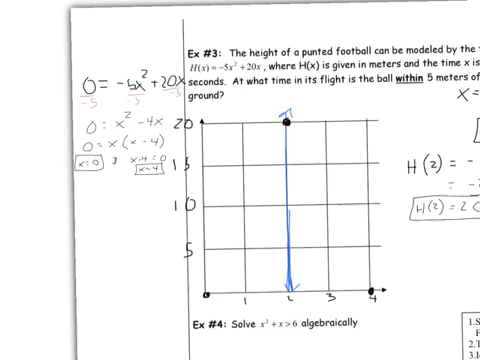 Ex #3: The height of a punted football can be modeled by the
H(x) = −5x² + 20x, where H(x) is given in meters and the time x is
seconds. At what time in its flight is the ball within 5 meters of
ground?
0 = -5x² + 20x
-5 -5 -5
0 = x² - 4x
0 = x(x - 4)
x=0 x-4=0
x=4
x =
H(2) = -
= -
H(2) = 20
20
15
10
5
1 2 3 4
Ex #4: Solve x² + x > 6 algebraically
1.S
F
2.T
3.I